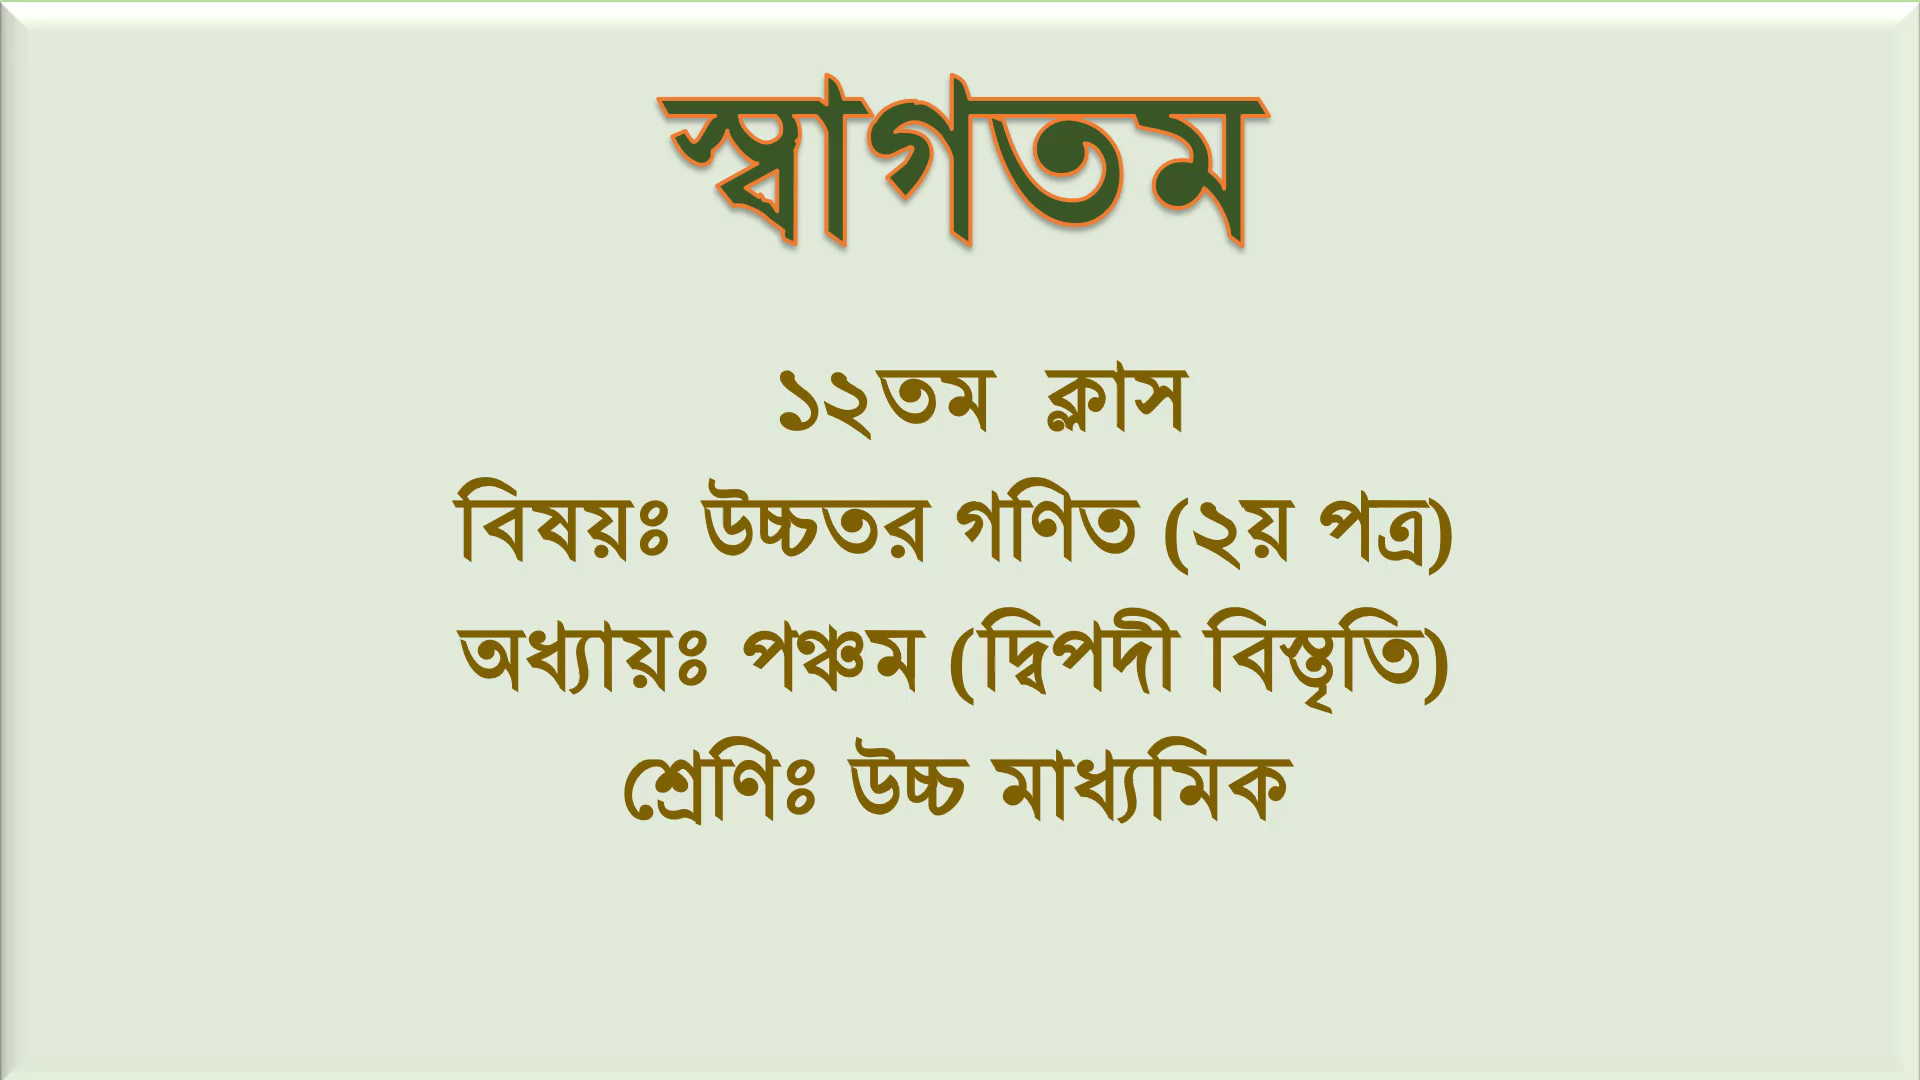 স্বাগতম
১২তম ক্লাস
বিষয়ঃ উচ্চতর গণিত (২য় পত্র)
অধ্যায়ঃ পঞ্চম (দ্বিপদী বিস্তৃতি)
শ্রেণিঃ উচ্চ মাধ্যমিক